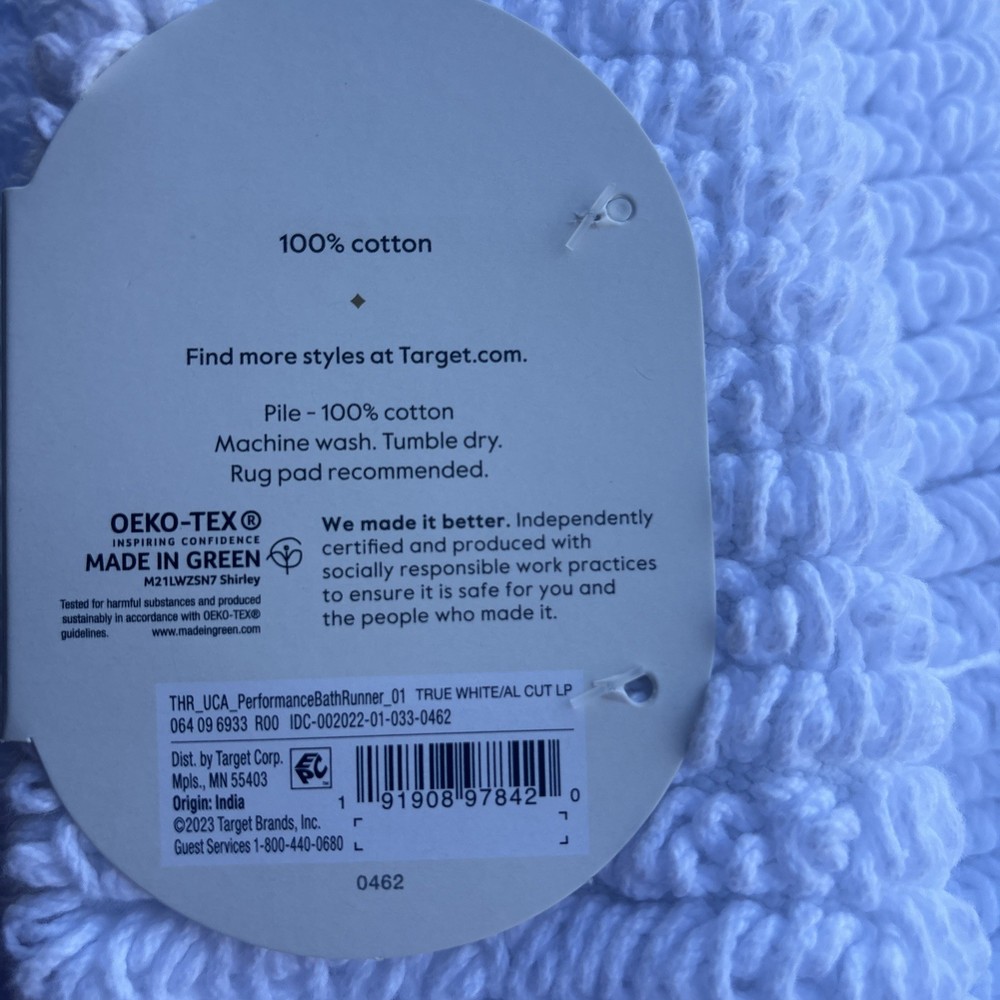 100% cotton
Find more styles at Target.com.
Pile - 100% cotton
Machine wash. Tumble dry.
Rug pad recommended.
OEKO-TEX®
INSPIRING CONFIDENCE
MADE IN GREEN
M21LWZSN7 Shirley
Tested for harmful substances and produced
sustainably in accordance with OEKO-TEX®
guidelines. www.madeingreen.com
We made it better. Independently
certified and produced with
socially responsible work practices
to ensure it is safe for you and
the people who made it.
THR_UCA_PerformanceBathRunner_01 TRUE WHITE/AL CUT LP
064 09 6933 R00 IDC-002022-01-033-0462
Dist. by Target Corp.
Mpls., MN 55403
Origin: India
©2023 Target Brands, Inc.
Guest Services 1-800-440-0680
EPC
TM
1 91908 97842 0
0462